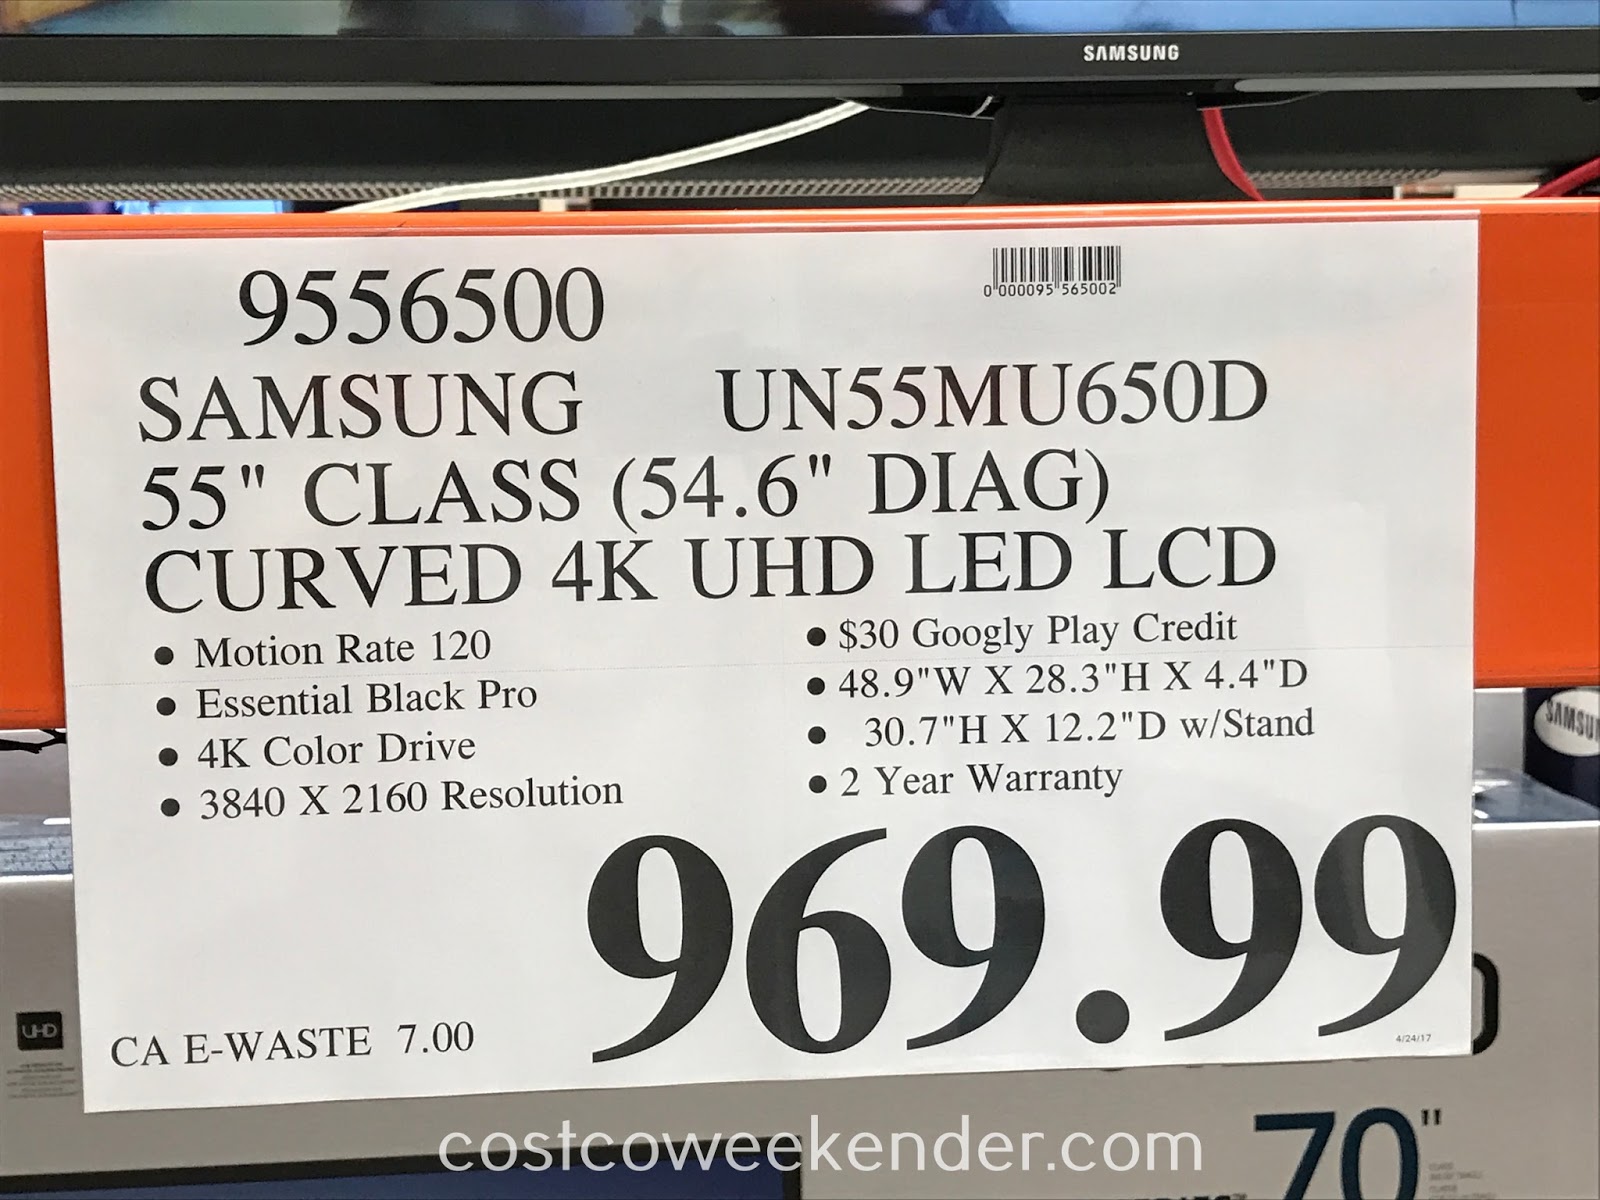 SAMSUNG
9556500
0 000095 565002
SAMSUNG UN55MU650D
55" CLASS (54.6" DIAG)
CURVED 4K UHD LED LCD
• Motion Rate 120
• Essential Black Pro
• 4K Color Drive
• 3840 X 2160 Resolution
• $30 Googly Play Credit
• 48.9"W X 28.3"H X 4.4"D
• 30.7"H X 12.2"D w/Stand
• 2 Year Warranty
969.99
CA E-WASTE 7.00
4/24/17
SAMSU
UHD
70"
costcoweekender.com